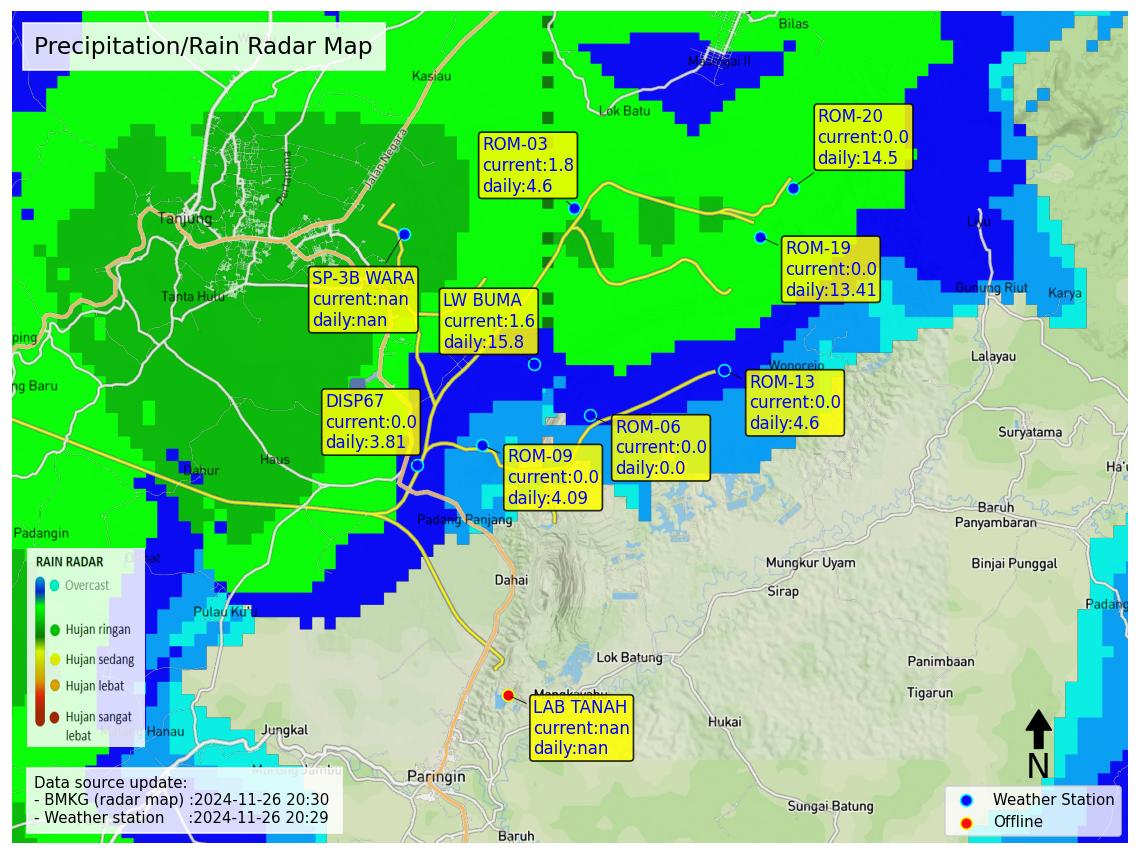 Precipitation/Rain Radar Map
Bilas
Masingai II
Kasiau
Lok Batu
Jalan Negara
Pertamina
ROM-20
current:0.0
daily:14.5
ROM-03
current:1.8
daily:4.6
Tanjung
Liyu
ROM-19
current:0.0
daily:13.41
SP-3B WARA
current:nan
daily:nan
Tanta Hulu
LW BUMA
current:1.6
daily:15.8
Gunung Riut
Karya
ping
Lalayau
Wonorejo
ng Baru
ROM-13
current:0.0
daily:4.6
DISP67
current:0.0
daily:3.81
ROM-06
current:0.0
daily:0.0
Suryatama
ROM-09
current:0.0
daily:4.09
Haus
Dahur
Ha'u
Baruh
Panyambaran
Padang Panjang
Padangin
RAIN RADAR
Overcast
Hujan ringan
Hujan sedang
Hujan lebat
Hujan sangat
lebat
Mungkur Uyam
Binjai Punggal
Dahai
Sirap
Padang
Pulau Ku'u
Lok Batung
Panimbaan
Tigarun
Mangkayahu
LAB TANAH
current:nan
daily:nan
Hukai
Jungkal
Hanau
Murung Jambu
Paringin
N
Data source update:
- BMKG (radar map) :2024-11-26 20:30
- Weather station :2024-11-26 20:29
Weather Station
Offline
Sungai Batung
Baruh